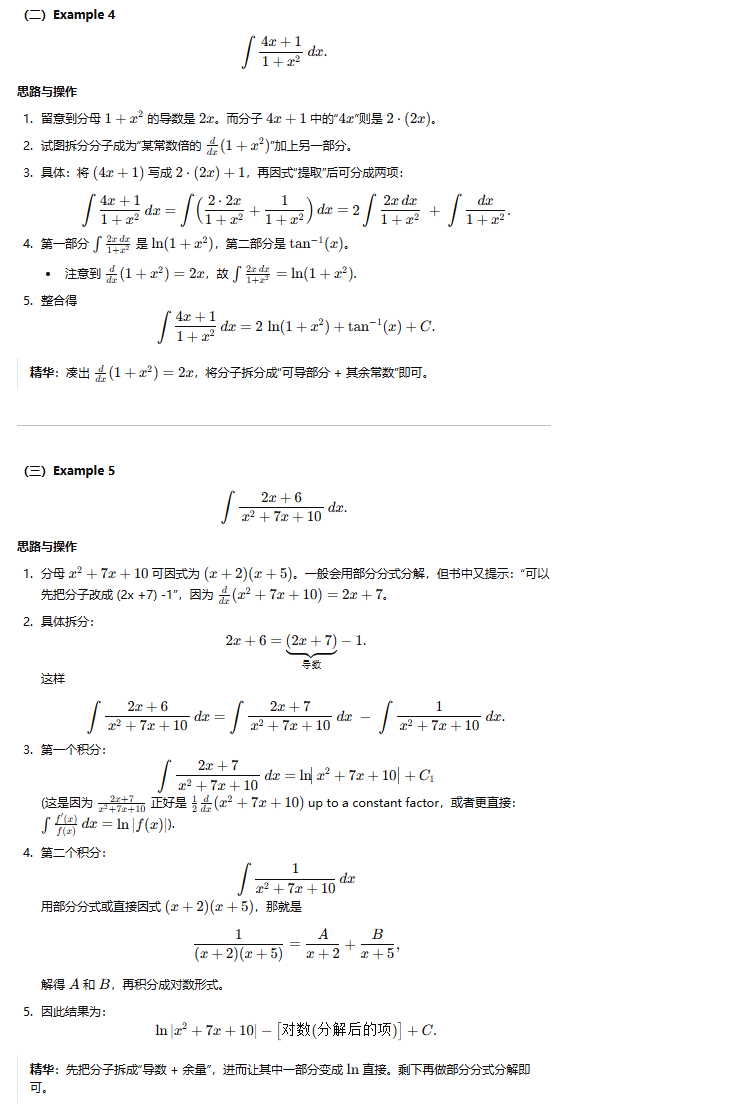 （二）Example 4
∫ (4x + 1)/(1 + x²) dx.
思路与操作
1. 留意到分母 1 + x² 的导数是 2x。而分子 4x + 1 中的"4x"则是 2 · (2x)。
2. 试图拆分分子成为"某常数倍的 d/dx (1 + x²)"加上另一部分。
3. 具体：将 (4x + 1) 写成 2 · (2x) + 1，再因式"提取"后可分成两项：
∫ (4x + 1)/(1 + x²) dx = ∫ ( (2 · 2x)/(1 + x²) + 1/(1 + x²) ) dx = 2 ∫ (2x dx)/(1 + x²) + ∫ dx/(1 + x²).
4. 第一部分 ∫ (2x dx)/(1+x²) 是 ln(1 + x²)，第二部分是 tan⁻¹(x)。
• 注意到 d/dx (1 + x²) = 2x，故 ∫ (2x dx)/(1+x²) = ln(1 + x²).
5. 整合得
∫ (4x + 1)/(1 + x²) dx = 2 ln(1 + x²) + tan⁻¹(x) + C.
精华：凑出 d/dx (1 + x²) = 2x，将分子拆分成"可导部分 + 其余常数"即可。
（三）Example 5
∫ (2x + 6)/(x² + 7x + 10) dx.
思路与操作
1. 分母 x² + 7x + 10 可因式为 (x + 2)(x + 5)。一般会用部分分式分解，但书中又提示："可以
先把分子改成 (2x +7) -1"，因为 d/dx (x² + 7x + 10) = 2x + 7。
2. 具体拆分：
2x + 6 = (2x + 7) − 1.
导数
这样
∫ (2x + 6)/(x² + 7x + 10) dx = ∫ (2x + 7)/(x² + 7x + 10) dx − ∫ 1/(x² + 7x + 10) dx.
3. 第一个积分：
∫ (2x + 7)/(x² + 7x + 10) dx = ln| x² + 7x + 10| + C₁
(这是因为 (2x+7)/(x²+7x+10) 正好是 1/2 d/dx (x² + 7x + 10) up to a constant factor，或者更直接：
∫ f′(x)/f(x) dx = ln |f(x)|).
4. 第二个积分：
∫ 1/(x² + 7x + 10) dx
用部分分式或直接因式 (x + 2)(x + 5)，那就是
1/((x + 2)(x + 5)) = A/(x + 2) + B/(x + 5),
解得 A 和 B，再积分成对数形式。
5. 因此结果为：
ln |x² + 7x + 10| − [对数(分解后的项)] + C.
精华：先把分子拆成"导数 + 余量"，进而让其中一部分变成 ln 直接。剩下再做部分分式分解即
可。